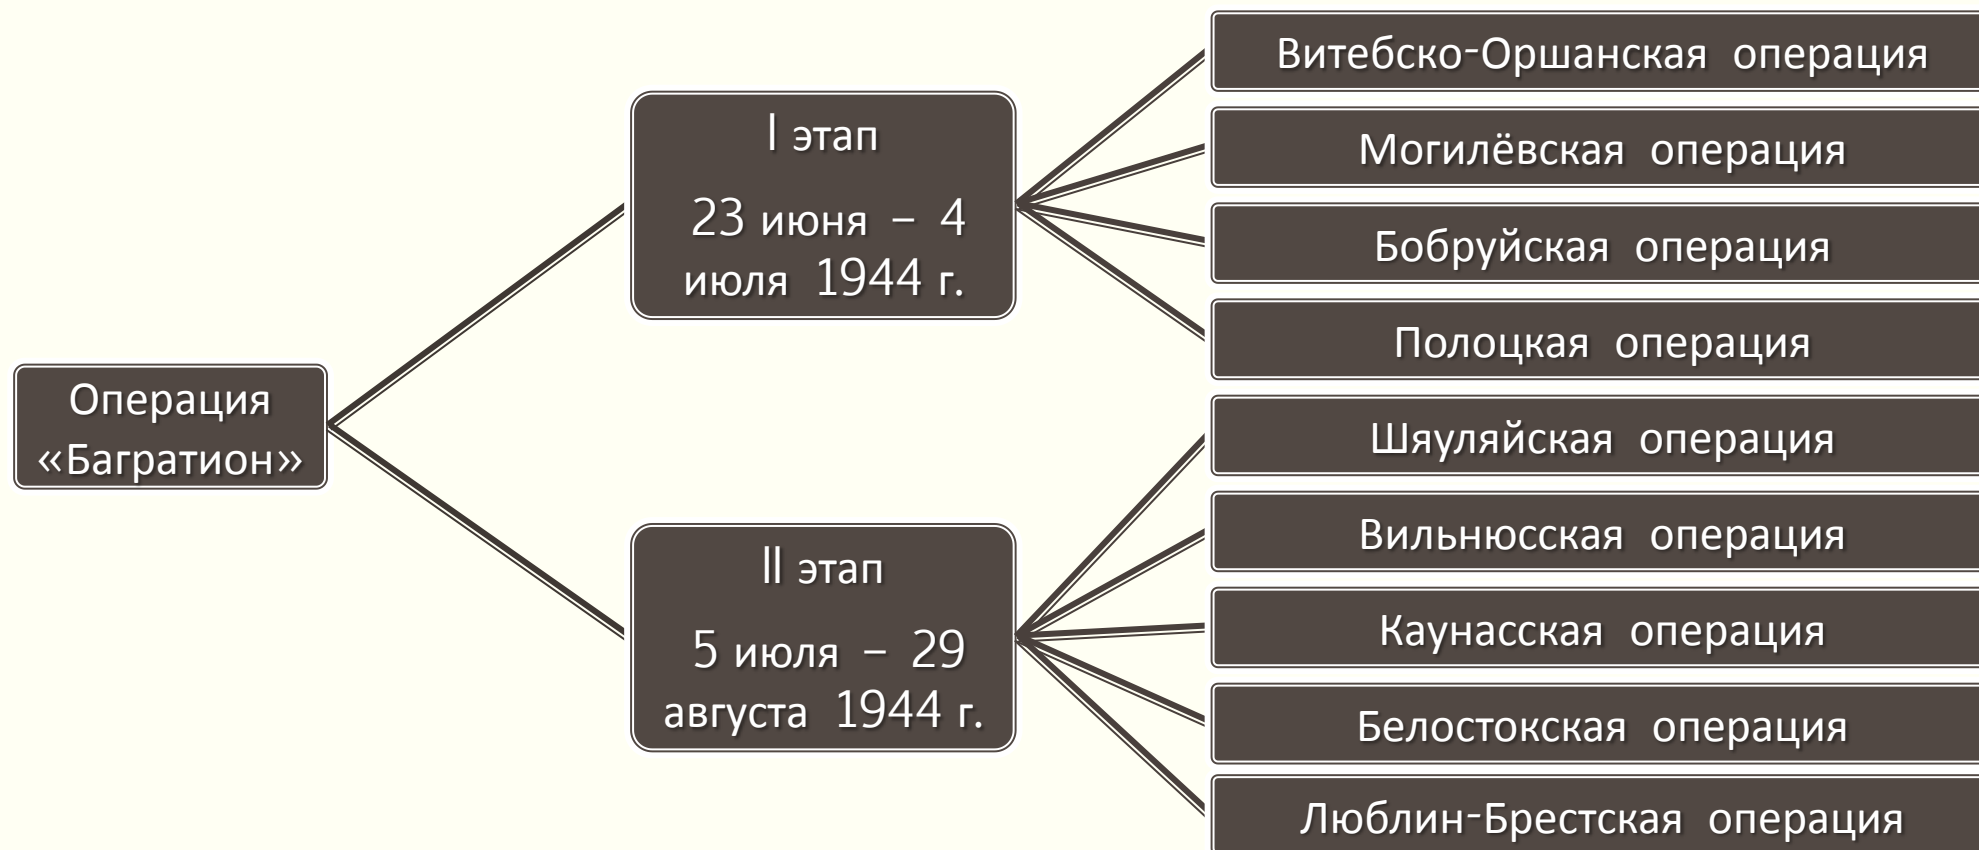 Операция
«Багратион»
I этап
23 июня – 4
июля 1944 г.
II этап
5 июля – 29
августа 1944 г.
Витебско-Оршанская операция
Могилёвская операция
Бобруйская операция
Полоцкая операция
Шяуляйская операция
Вильнюсская операция
Каунасская операция
Белостокская операция
Люблин-Брестская операция